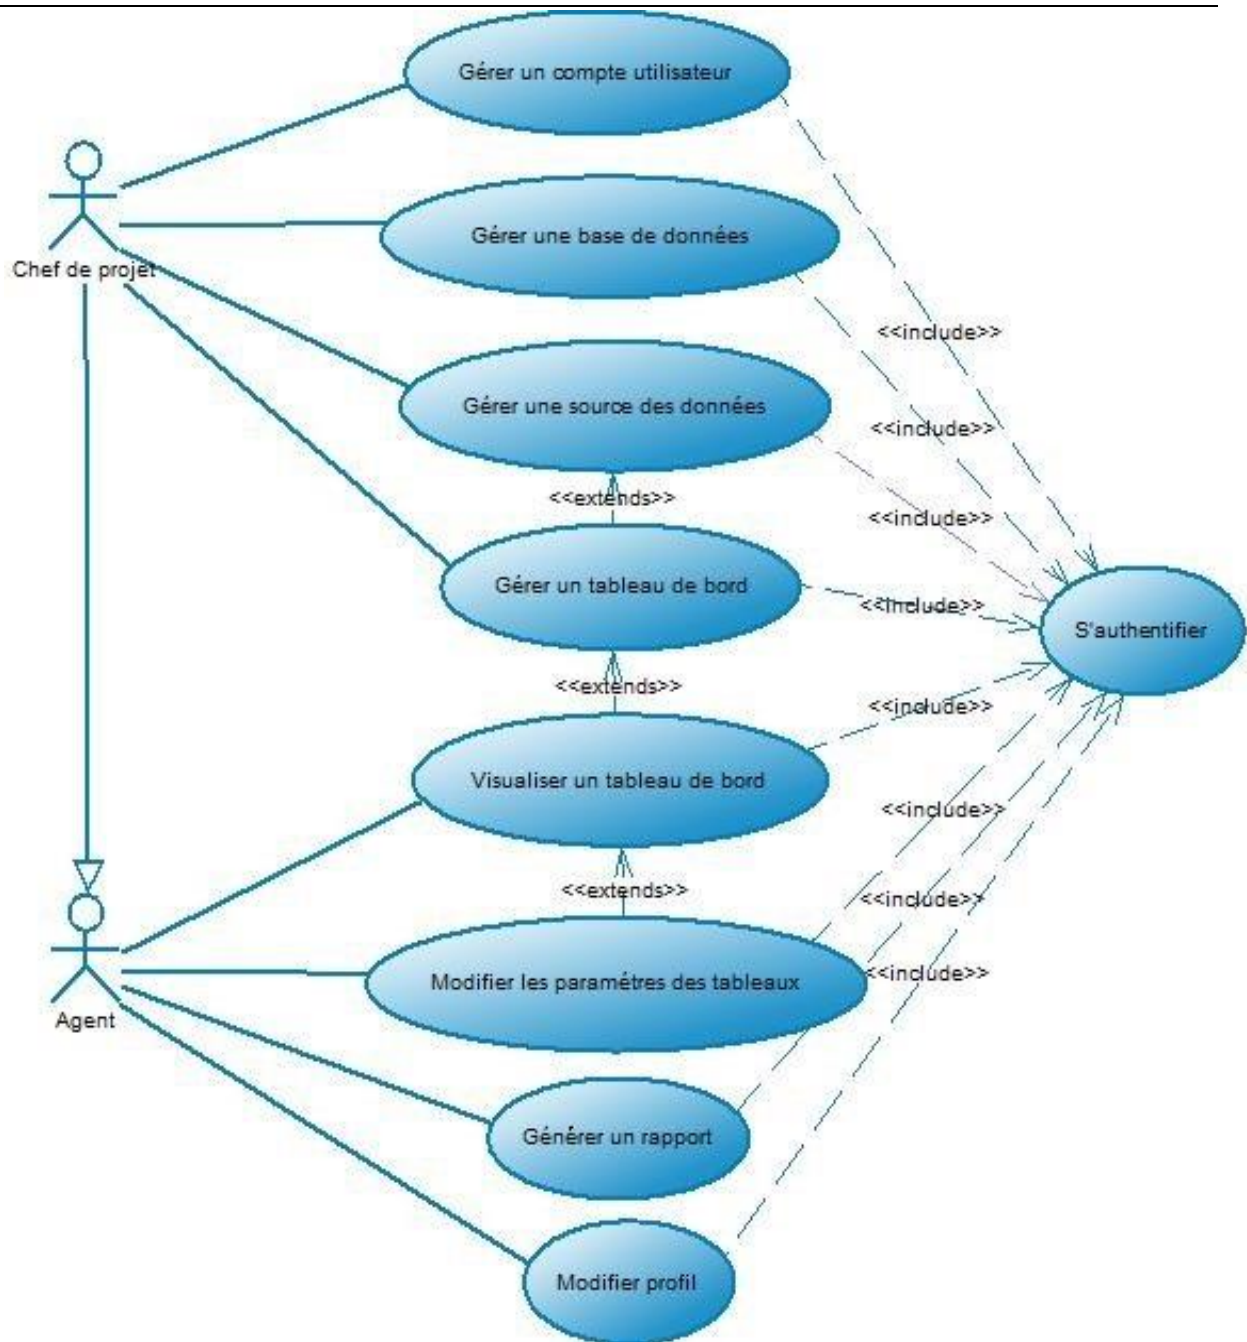 Gérer un compte utilisateur
Gérer une base de données
Chef de projet
<<include>>
Gérer une source des données
<<include>>
<<extends>>
<<include>>
Gérer un tableau de bord
<<include>>
S'authentifier
<<extends>>
<<include>>
Visualiser un tableau de bord
<<include>>
<<extends>>
<<include>>
<<include>>
Modifier les paramétres des tableaux
Agent
Générer un rapport
Modifier profil